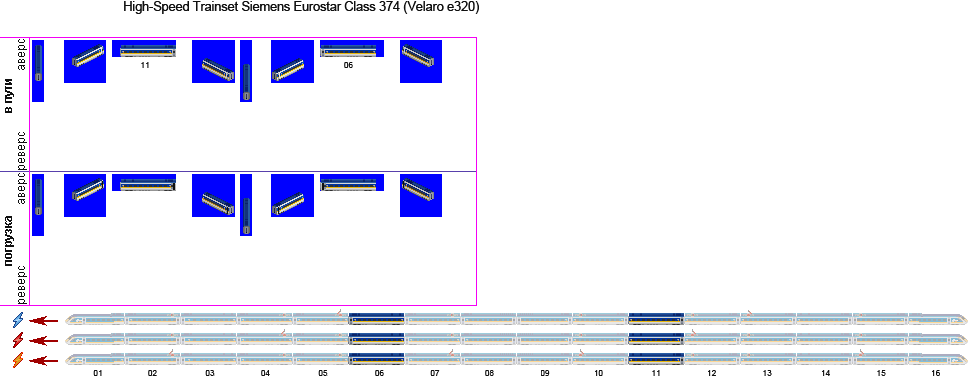 High-Speed Trainset Siemens Eurostar Class 374 (Velaro e320)
в пути
аверс
11
06
реверс
погрузка
аверс
реверс
01 02 03 04 05 06 07 08 09 10 11 12 13 14 15 16